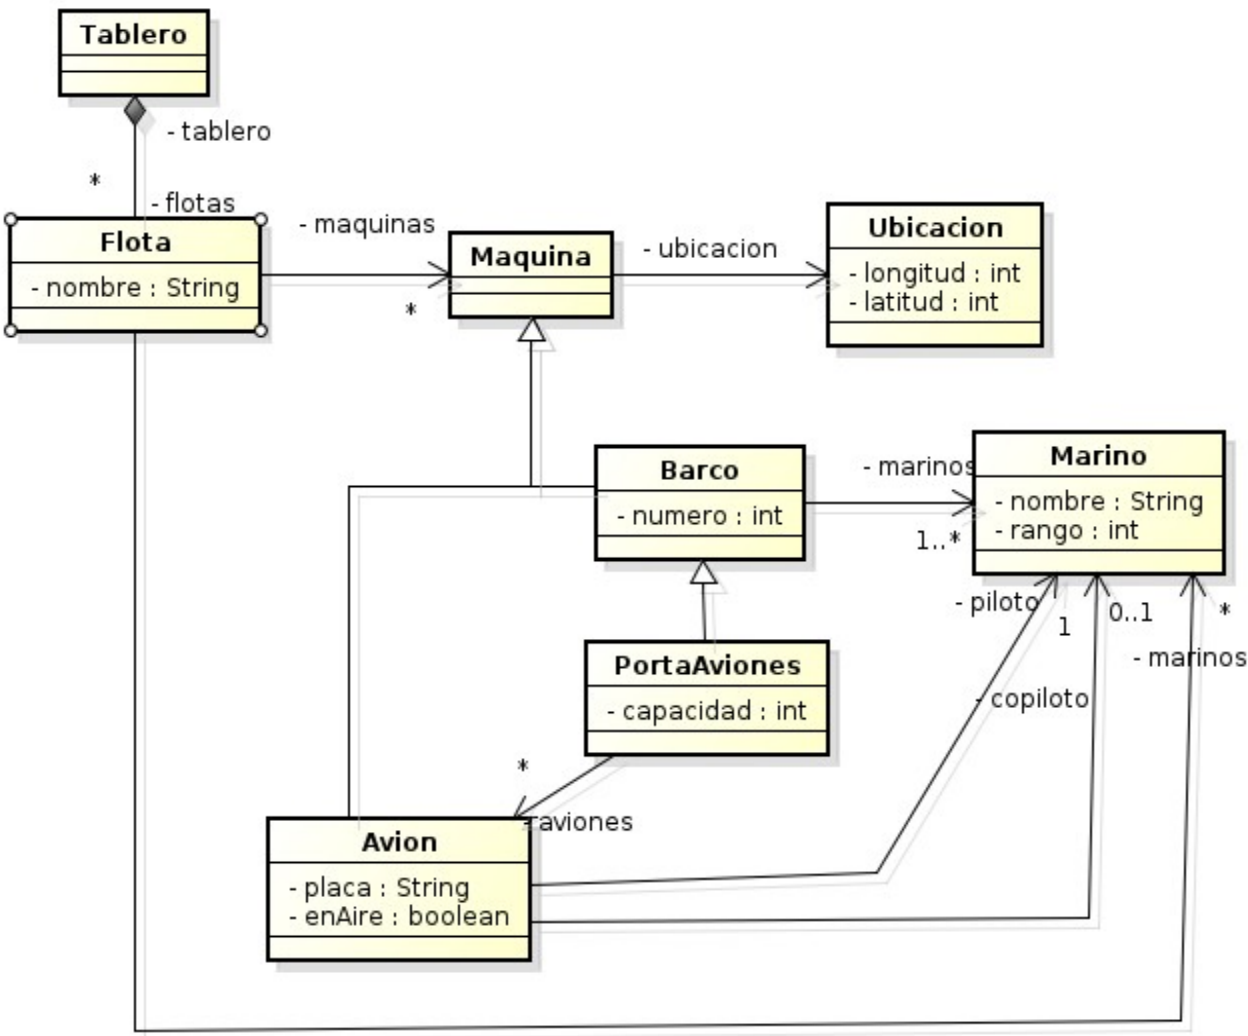 Tablero
- tablero
*
- flotas
Flota
- nombre : String
- maquinas
*
Maquina
- ubicacion
Ubicacion
- longitud : int
- latitud : int
Barco
- numero : int
- marinos
1..*
Marino
- nombre : String
- rango : int
- piloto
1
0..1
*
- marinos
- copiloto
PortaAviones
- capacidad : int
*
- aviones
Avion
- placa : String
- enAire : boolean